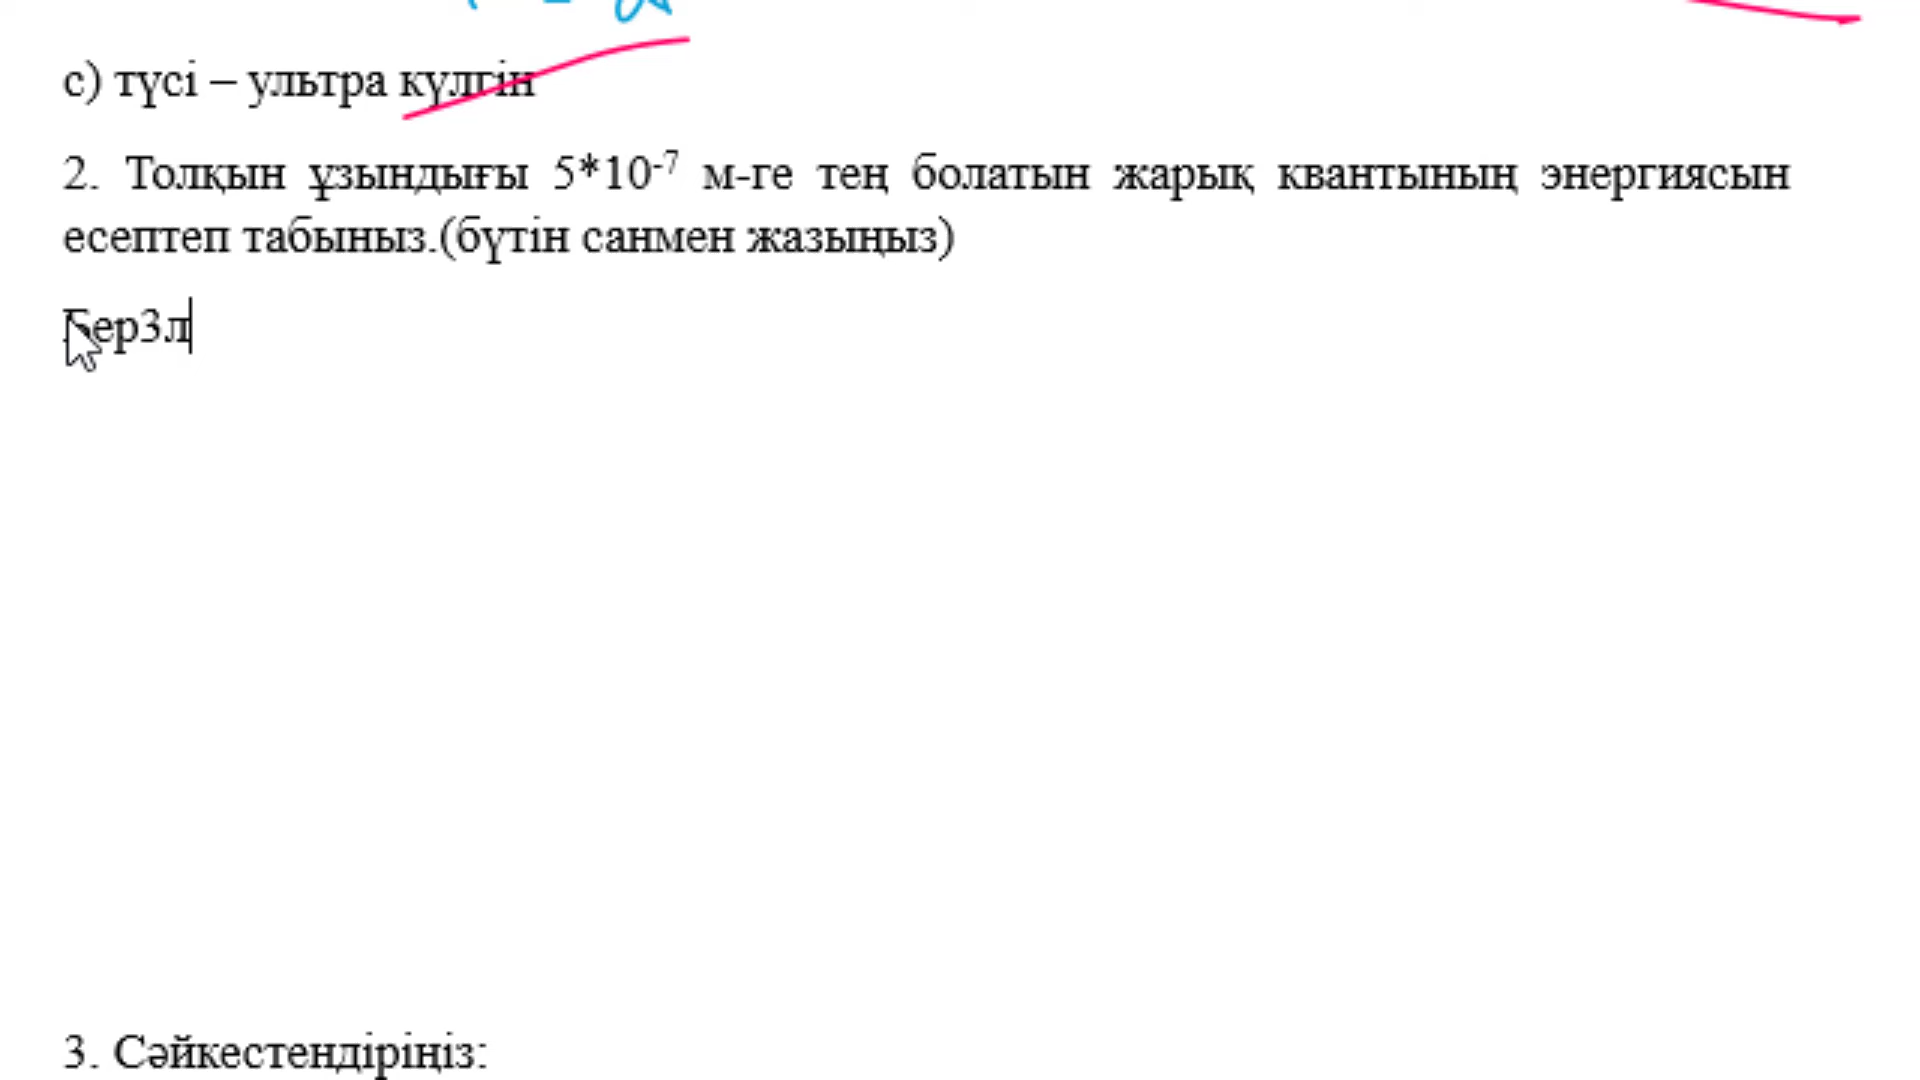 с) түсі – ультра күлгін
2. Толқын ұзындығы 5*10⁻⁷ м-ге тең болатын жарық квантының энергиясын
есептеп табыныз.(бүтін санмен жазыңыз)
Бер3л
3. Сәйкестендіріңіз: